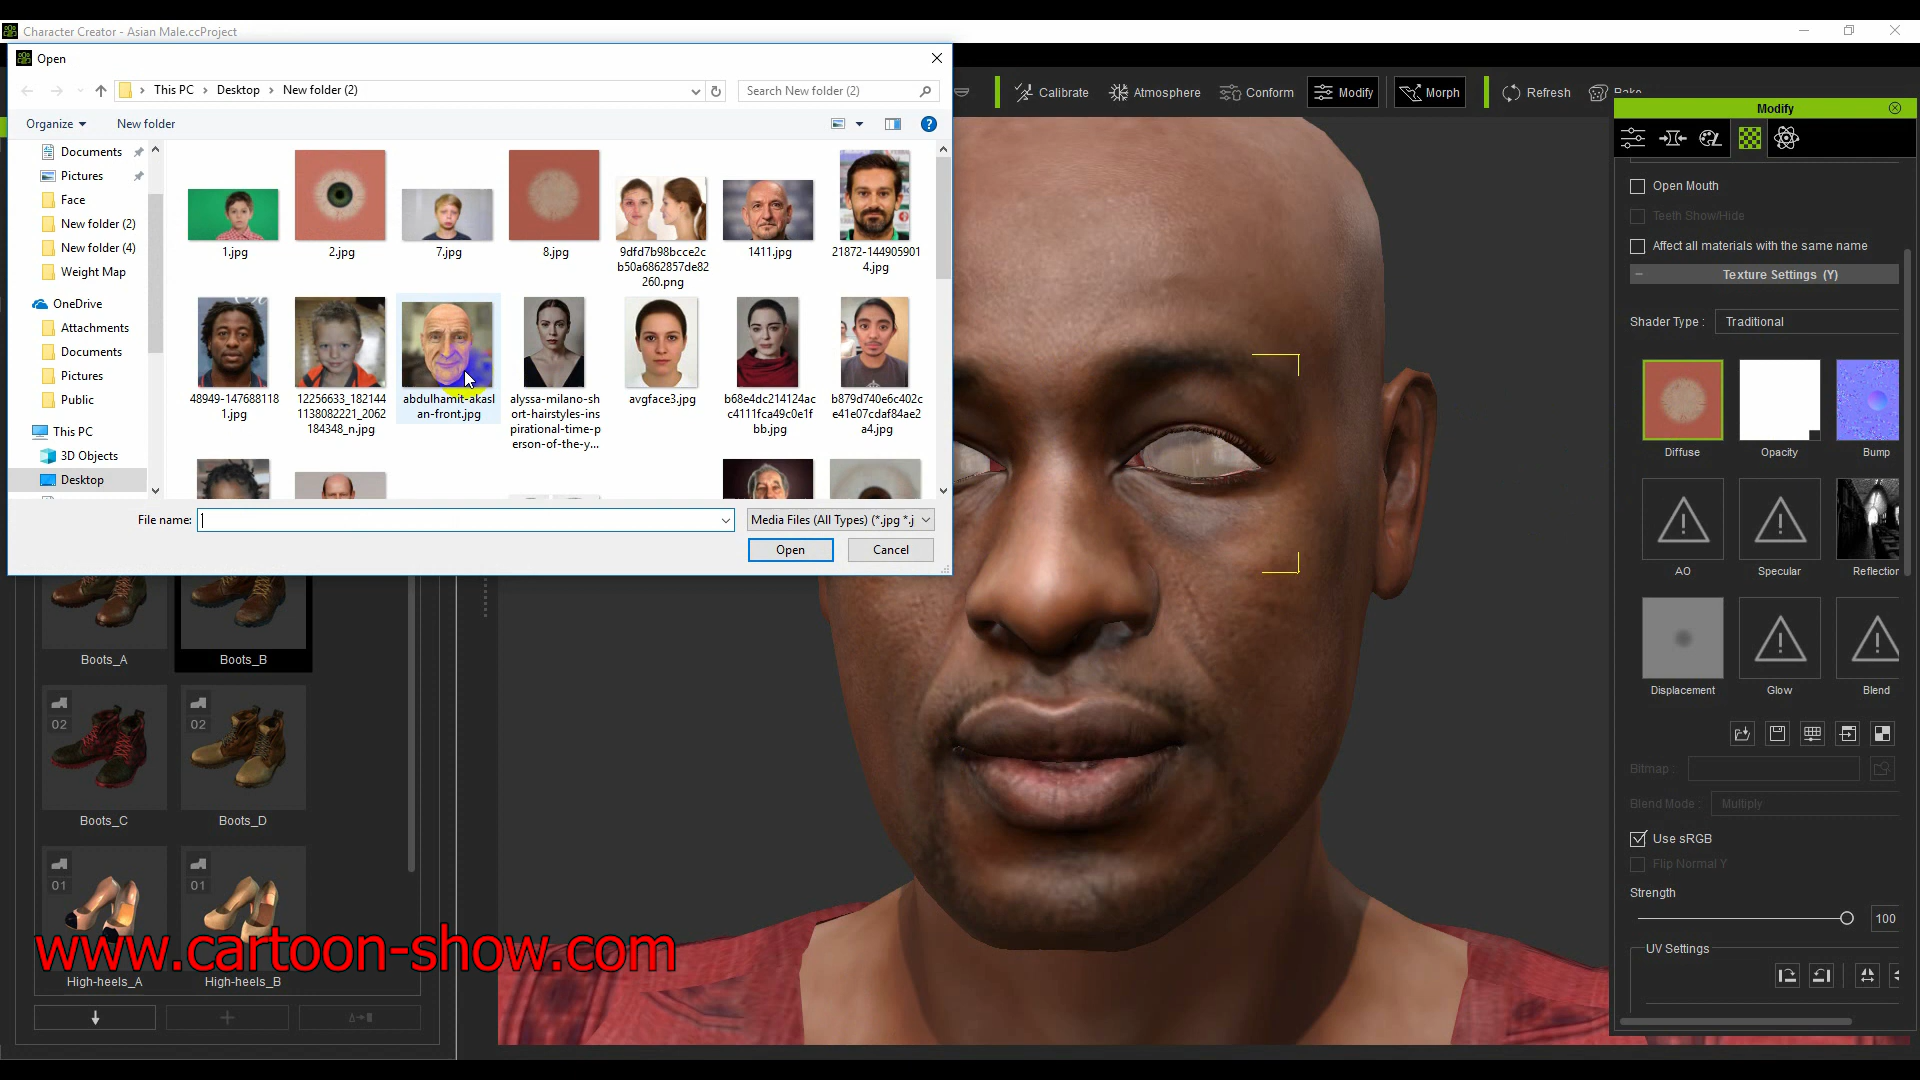 Character Creator - Asian Male.ccProject
Open
This PC
Desktop
New folder (2)
Search New folder (2)
Organize
New folder
Documents
Pictures
Face
New folder (2)
New folder (4)
Weight Map
OneDrive
Attachments
Documents
Pictures
Public
This PC
3D Objects
Desktop
1.jpg
2.jpg
7.jpg
8.jpg
9dfd7b98bcce2c
b50a6862857de82
260.png
1411.jpg
21872-144905901
4.jpg
48949-147688118
1.jpg
12256633_182144
1138082221_2062
184348_n.jpg
abdulhamit-akasl
an-front.jpg
alyssa-milano-sh
ort-hairstyles-ins
pirational-time-p
erson-of-the-y...
avgface3.jpg
b68e4dc214124ac
c4111fca49c0e1f
bb.jpg
b879d740e6c402c
e41e07cdaf84ae2
a4.jpg
File name:
Media Files (All Types) (*.jpg *.j
Open
Cancel
Calibrate
Atmosphere
Conform
Modify
Morph
Refresh
Modify
Open Mouth
Teeth Show/Hide
Affect all materials with the same name
Texture Settings (Y)
Shader Type :
Traditional
Diffuse
Opacity
Bump
AO
Specular
Reflection
Displacement
Glow
Blend
Bitmap :
Blend Mode :
Multiply
Use sRGB
Flip Normal Y
Strength
100
UV Settings
Boots_A
Boots_B
02
02
Boots_C
Boots_D
01
01
High-heels_A
High-heels_B
www.cartoon-show.com